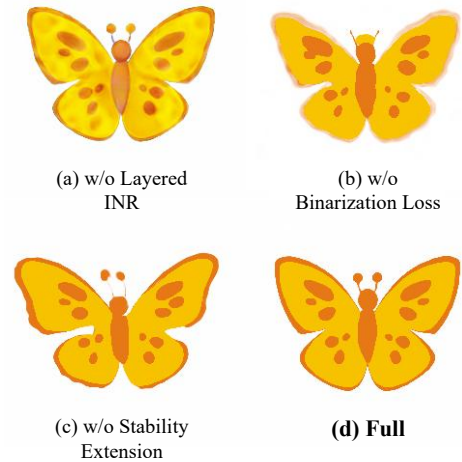 (a) w/o Layered
INR
(b) w/o
Binarization Loss
(c) w/o Stability
Extension
(d) Full